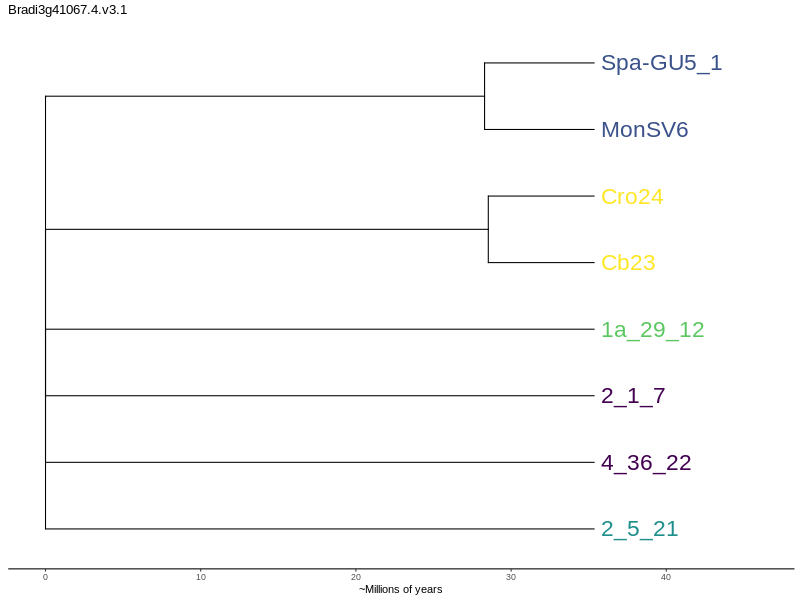 Bradi3g41067.4.v3.1
Spa-GU5_1
MonSV6
Cro24
Cb23
1a_29_12
2_1_7
4_36_22
2_5_21
0 10 20 30 40
~Millions of years